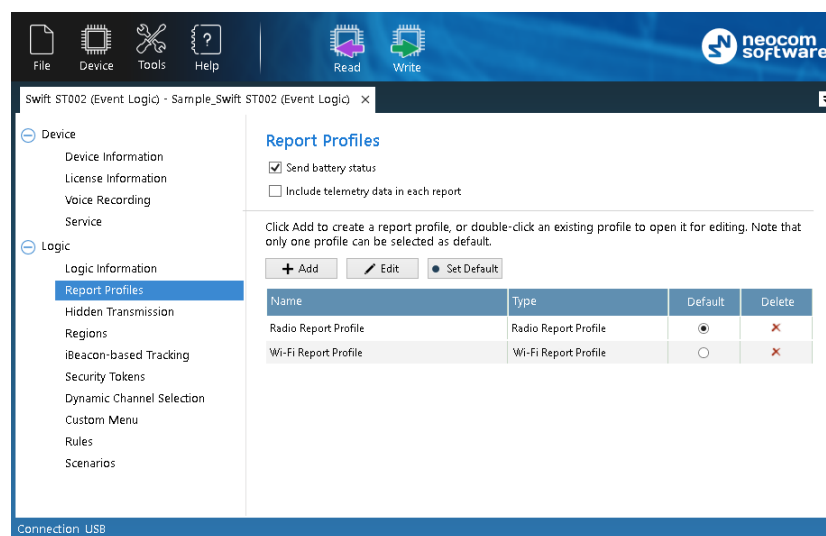 File Device Tools Help Read Write
neocom
software
Swift ST002 (Event Logic) - Sample_Swift ST002 (Event Logic) ×
Device
Device Information
License Information
Voice Recording
Service
Logic
Logic Information
Report Profiles
Hidden Transmission
Regions
iBeacon-based Tracking
Security Tokens
Dynamic Channel Selection
Custom Menu
Rules
Scenarios
Report Profiles
Send battery status
Include telemetry data in each report
Click Add to create a report profile, or double-click an existing profile to open it for editing. Note that
only one profile can be selected as default.
Add Edit Set Default
Name Type Default Delete
Radio Report Profile Radio Report Profile
Wi-Fi Report Profile Wi-Fi Report Profile
Connection USB